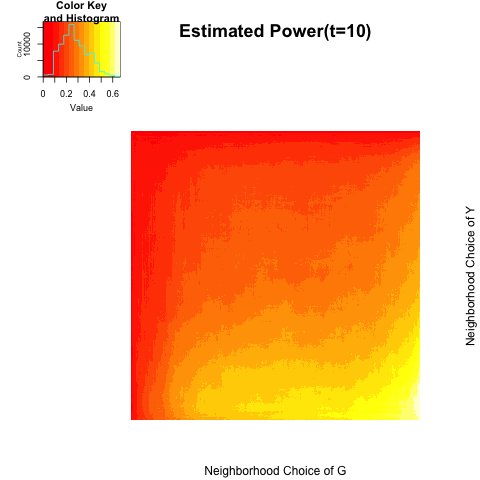 Color Key
and Histogram
Estimated Power(t=10)
Count
0 10000
0 0.2 0.4 0.6
Value
Neighborhood Choice of Y
Neighborhood Choice of G